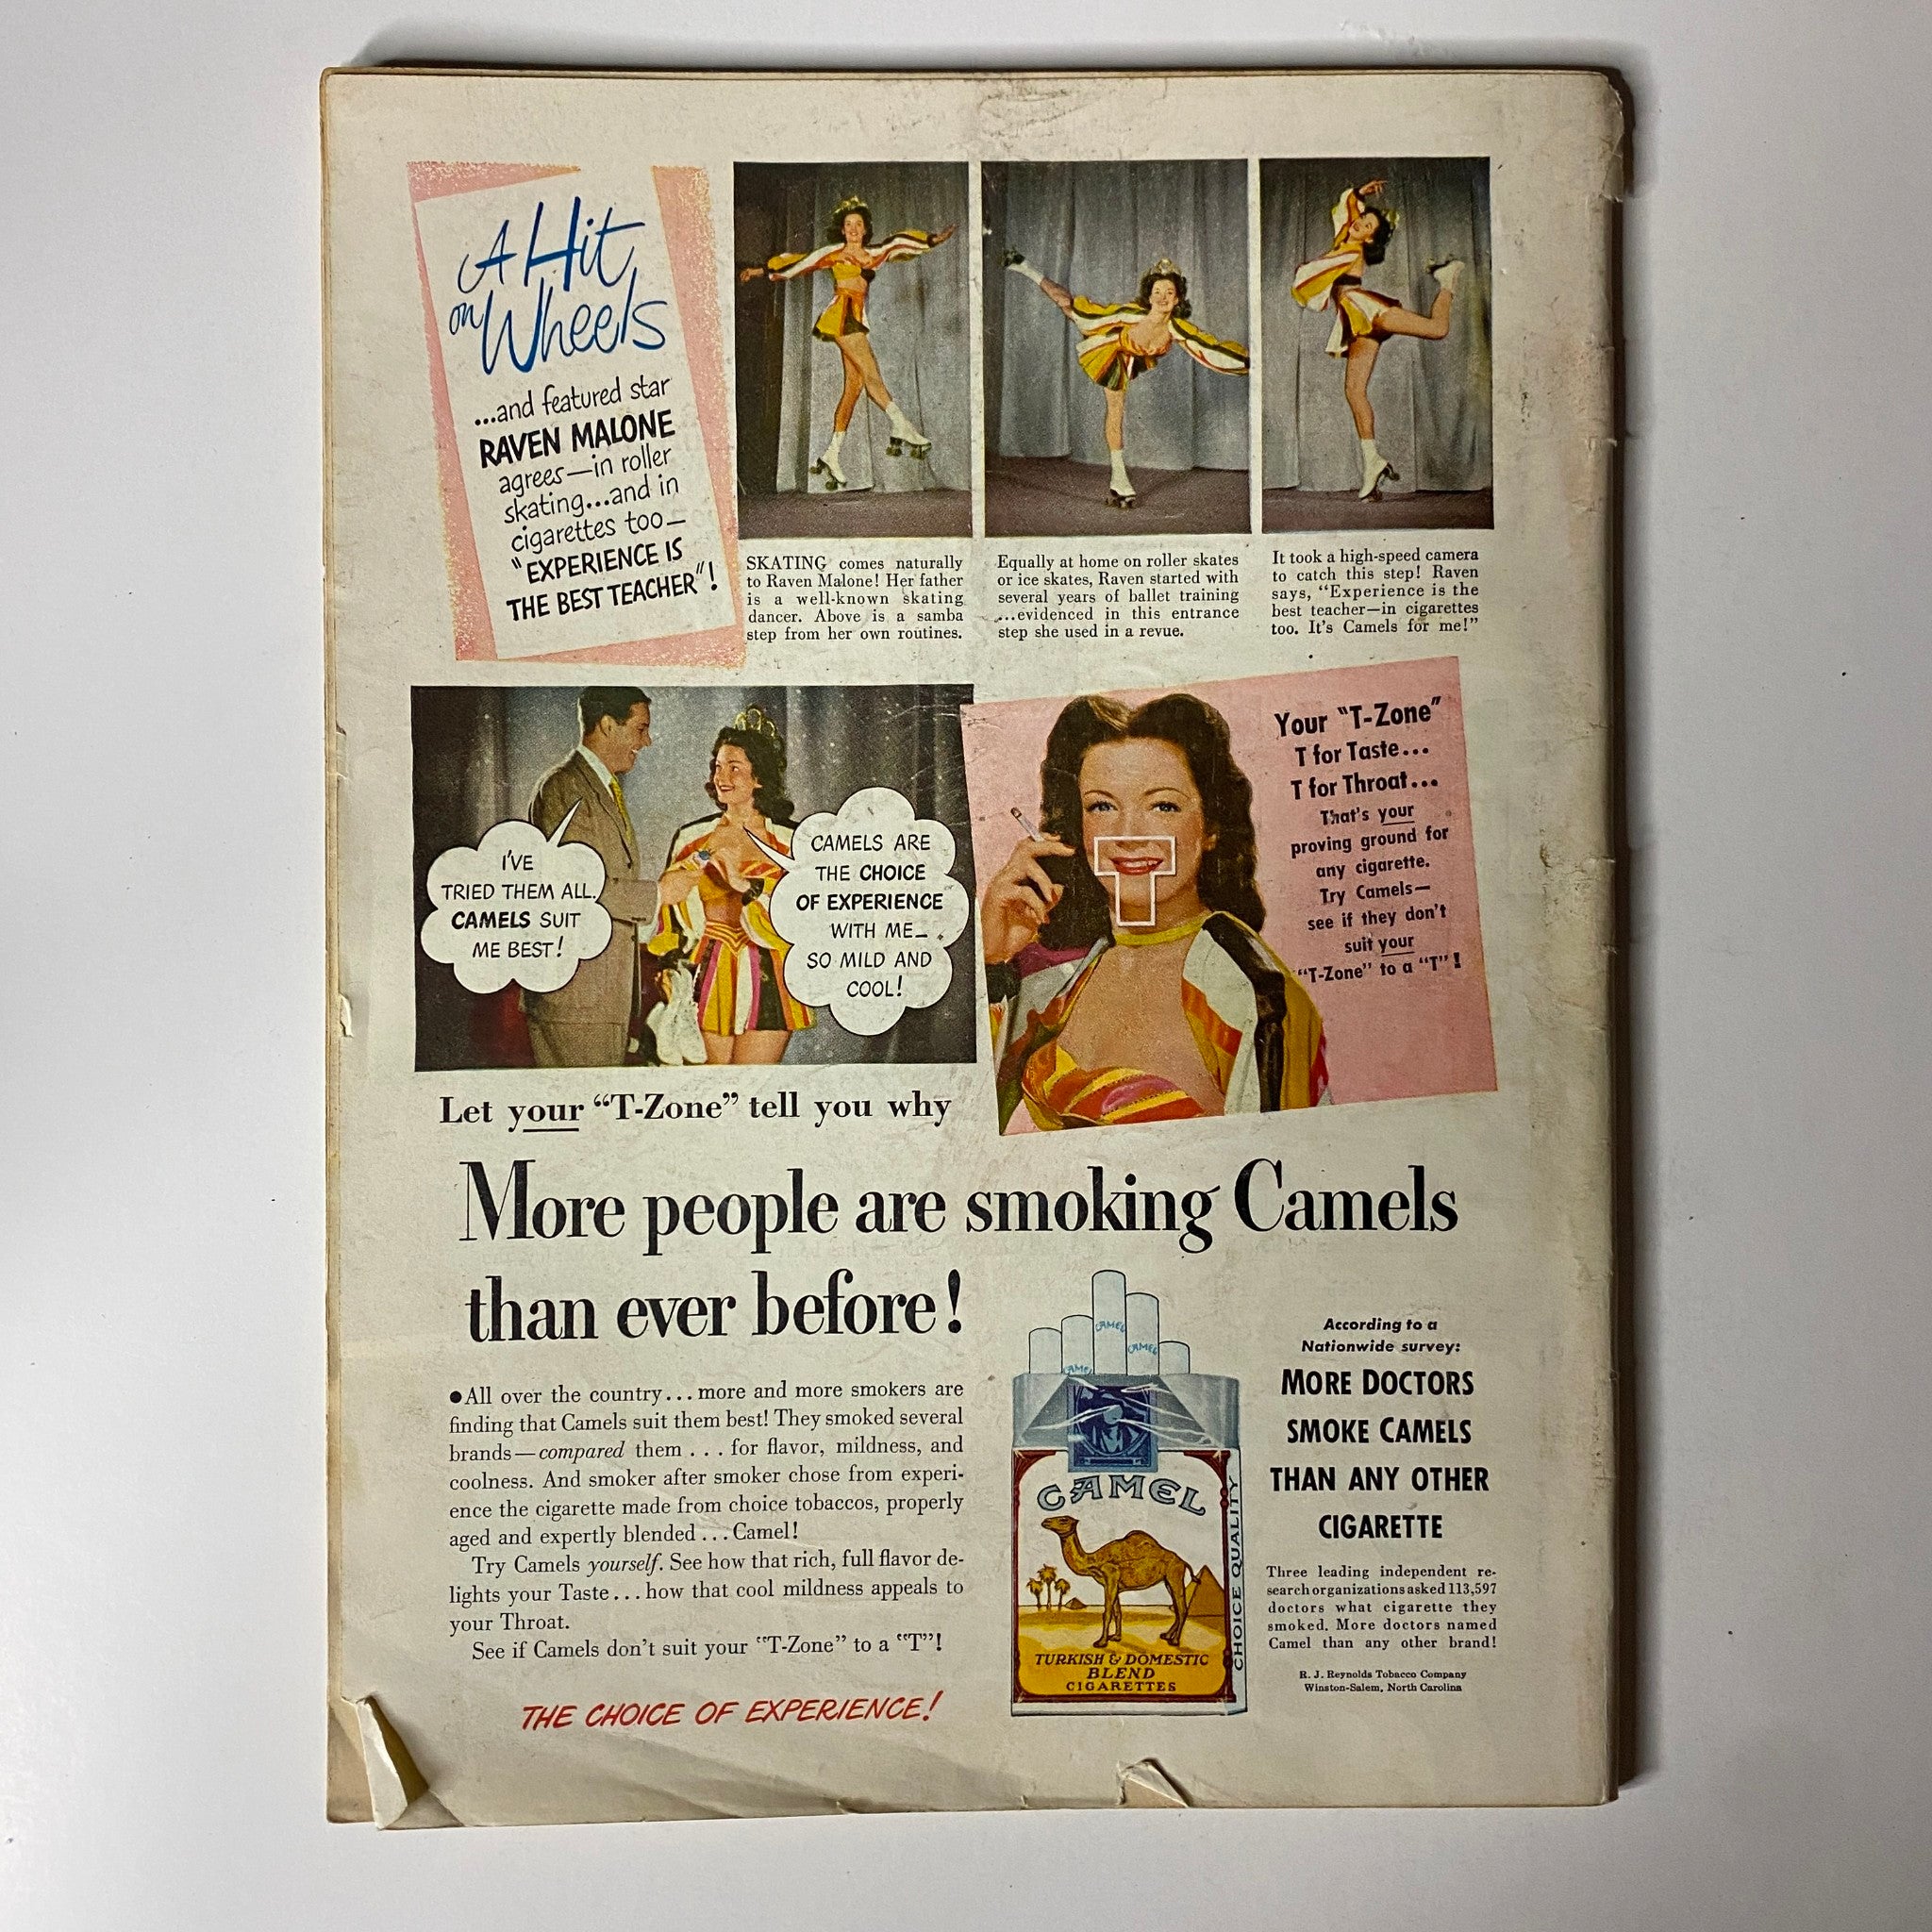 A Hit
on Wheels
...and featured star
RAVEN MALONE
agrees—in roller
skating...and in
cigarettes too—
"EXPERIENCE IS
THE BEST TEACHER"!
SKATING comes naturally
to Raven Malone! Her father
is a well-known skating
dancer. Above is a samba
step from her own routines.
Equally at home on roller skates
or ice skates, Raven started with
several years of ballet training
...evidenced in this entrance
step she used in a revue.
It took a high-speed camera
to catch this step! Raven
says, “Experience is the
best teacher—in cigarettes
too. It's Camels for me!”
I'VE
TRIED THEM ALL.
CAMELS SUIT
ME BEST!
CAMELS ARE
THE CHOICE
OF EXPERIENCE
WITH ME—
SO MILD AND
COOL!
T
Your "T-Zone"
T for Taste...
T for Throat...
That's your
proving ground for
any cigarette.
Try Camels—
see if they don't
suit your
"T-Zone" to a "T"!
Let your “T-Zone” tell you why
More people are smoking Camels
than ever before!
●All over the country...more and more smokers are
finding that Camels suit them best! They smoked several
brands—compared them . . . for flavor, mildness, and
coolness. And smoker after smoker chose from experi-
ence the cigarette made from choice tobaccos, properly
aged and expertly blended . . . Camel!
Try Camels yourself. See how that rich, full flavor de-
lights your Taste . . . how that cool mildness appeals to
your Throat.
See if Camels don't suit your “T-Zone” to a “T”!
THE CHOICE OF EXPERIENCE!
CAMEL
CAMEL
CAMEL
CAMEL
CHOICE QUALITY
TURKISH & DOMESTIC
BLEND
CIGARETTES
According to a
Nationwide survey:
MORE DOCTORS
SMOKE CAMELS
THAN ANY OTHER
CIGARETTE
Three leading independent re-
search organizations asked 113,597
doctors what cigarette they
smoked. More doctors named
Camel than any other brand!
R. J. Reynolds Tobacco Company
Winston-Salem, North Carolina